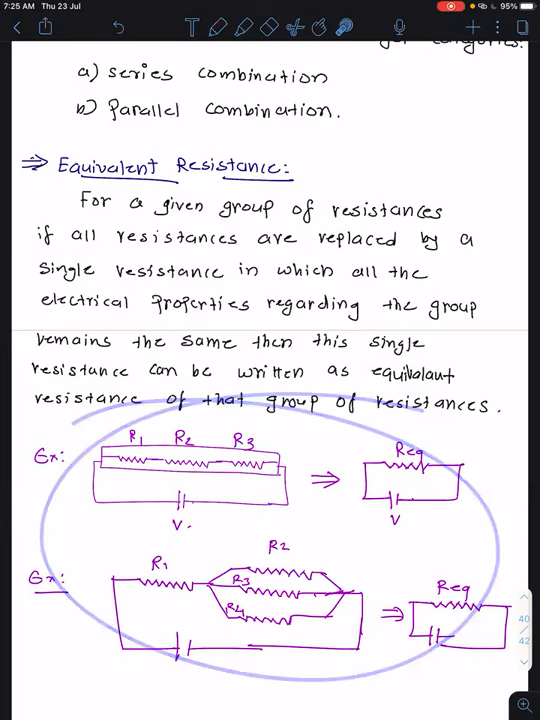 7:25 AM Thu 23 Jul
95%
a) series combination
b) parallel combination.
⇒ Equivalent Resistance:
For a given group of resistances
if all resistances are replaced by a
single resistance in which all the
electrical properties regarding the group
remains the same then this single
resistance can be written as equivalant
resistance of that group of resistances.
R1 R2 R3
Ex: ⇒ Req
V. V
R2
Ex: R1 R3 ⇒ Req
R4
40
/
42